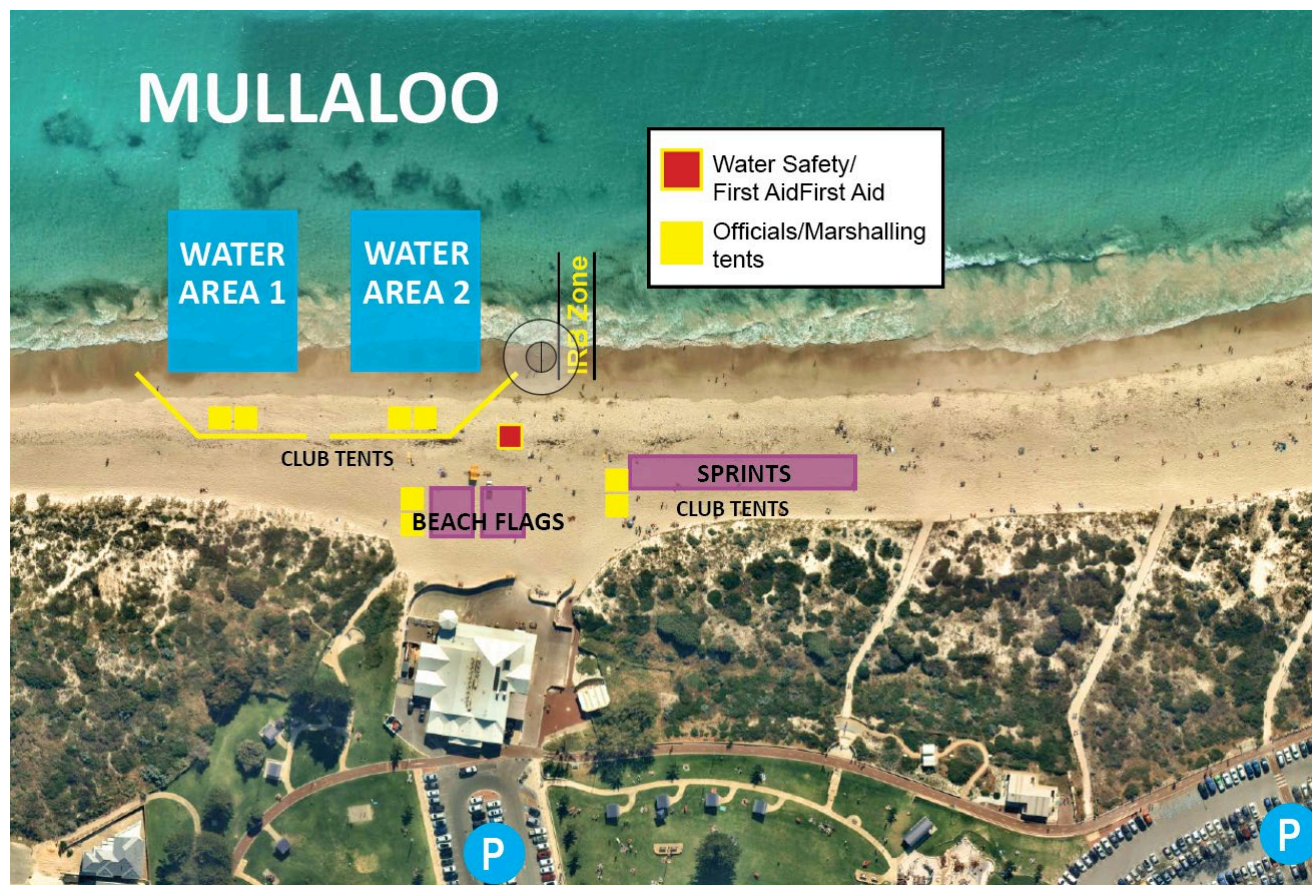 MULLALOO
Water Safety/
First AidFirst Aid
Officials/Marshalling
tents
WATER
AREA 1
WATER
AREA 2
IRB Zone
CLUB TENTS
SPRINTS
CLUB TENTS
BEACH FLAGS
P
P